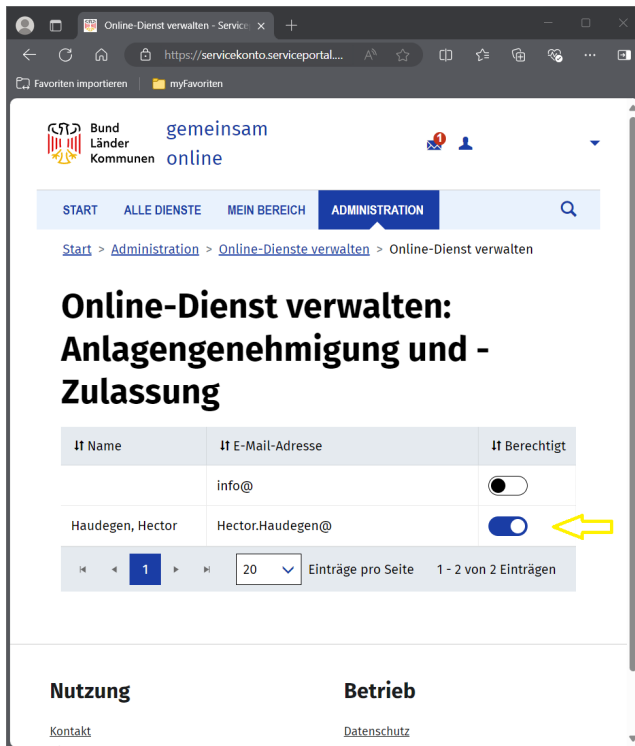 Online-Dienst verwalten - Service
https://servicekonto.serviceportal....
Favoriten importieren
myFavoriten
Bund
Länder
Kommunen
gemeinsam
online
1
START ALLE DIENSTE MEIN BEREICH ADMINISTRATION
Start > Administration > Online-Dienste verwalten > Online-Dienst verwalten
Online-Dienst verwalten:
Anlagengenehmigung und -
Zulassung
Name E-Mail-Adresse Berechtigt
info@
Haudegen, Hector Hector.Haudegen@
1 20 Einträge pro Seite 1 - 2 von 2 Einträgen
Nutzung Betrieb
Kontakt Datenschutz